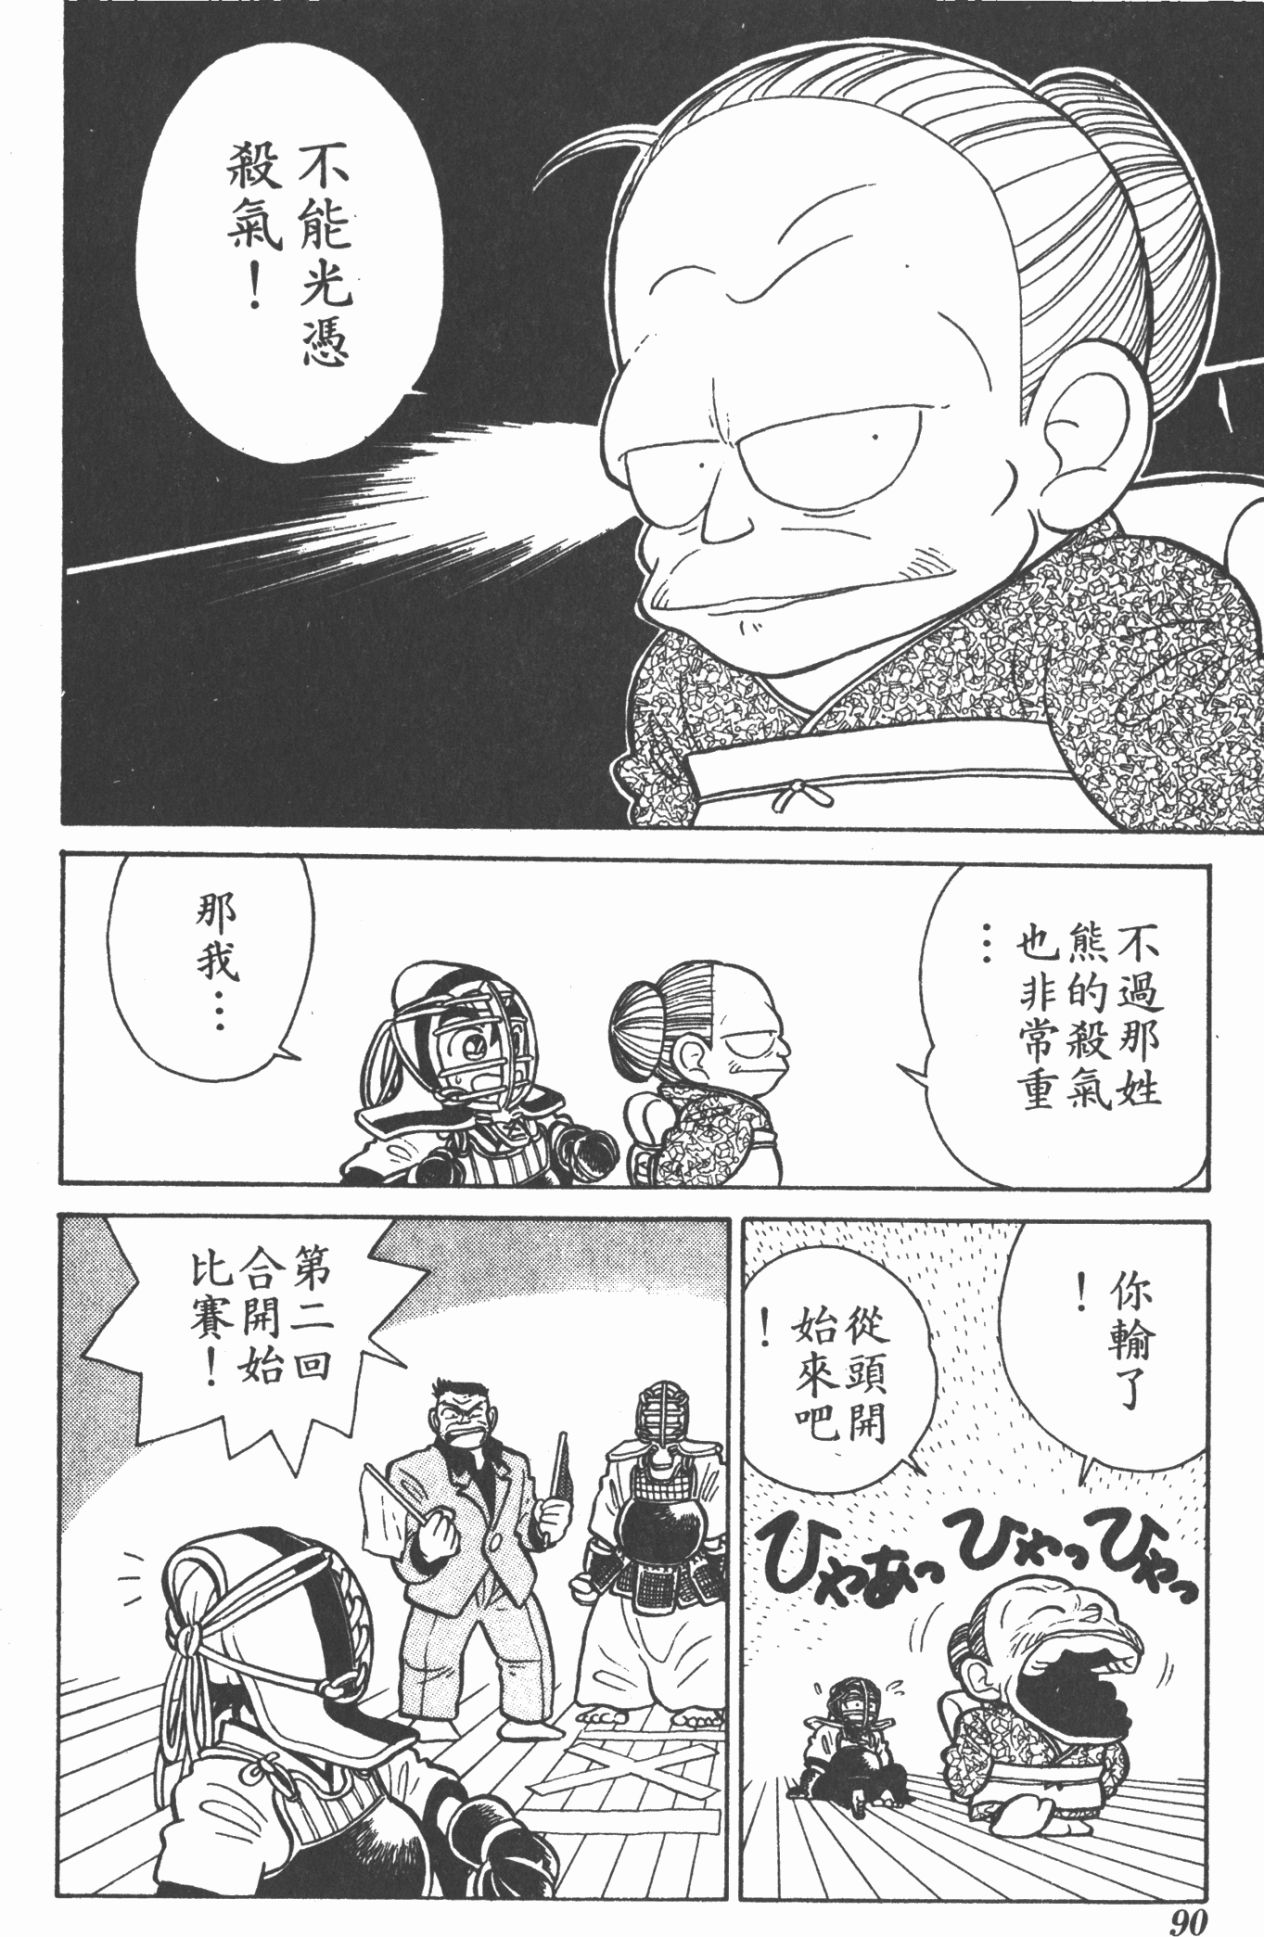 不能光憑
殺氣！
不過那姓
熊的殺氣
也非常重
…
那我…
你輸了
！
從頭開
始來吧
！
ひゃっひゃっ
ひゃあっ
第二回
合開始
比賽！
90